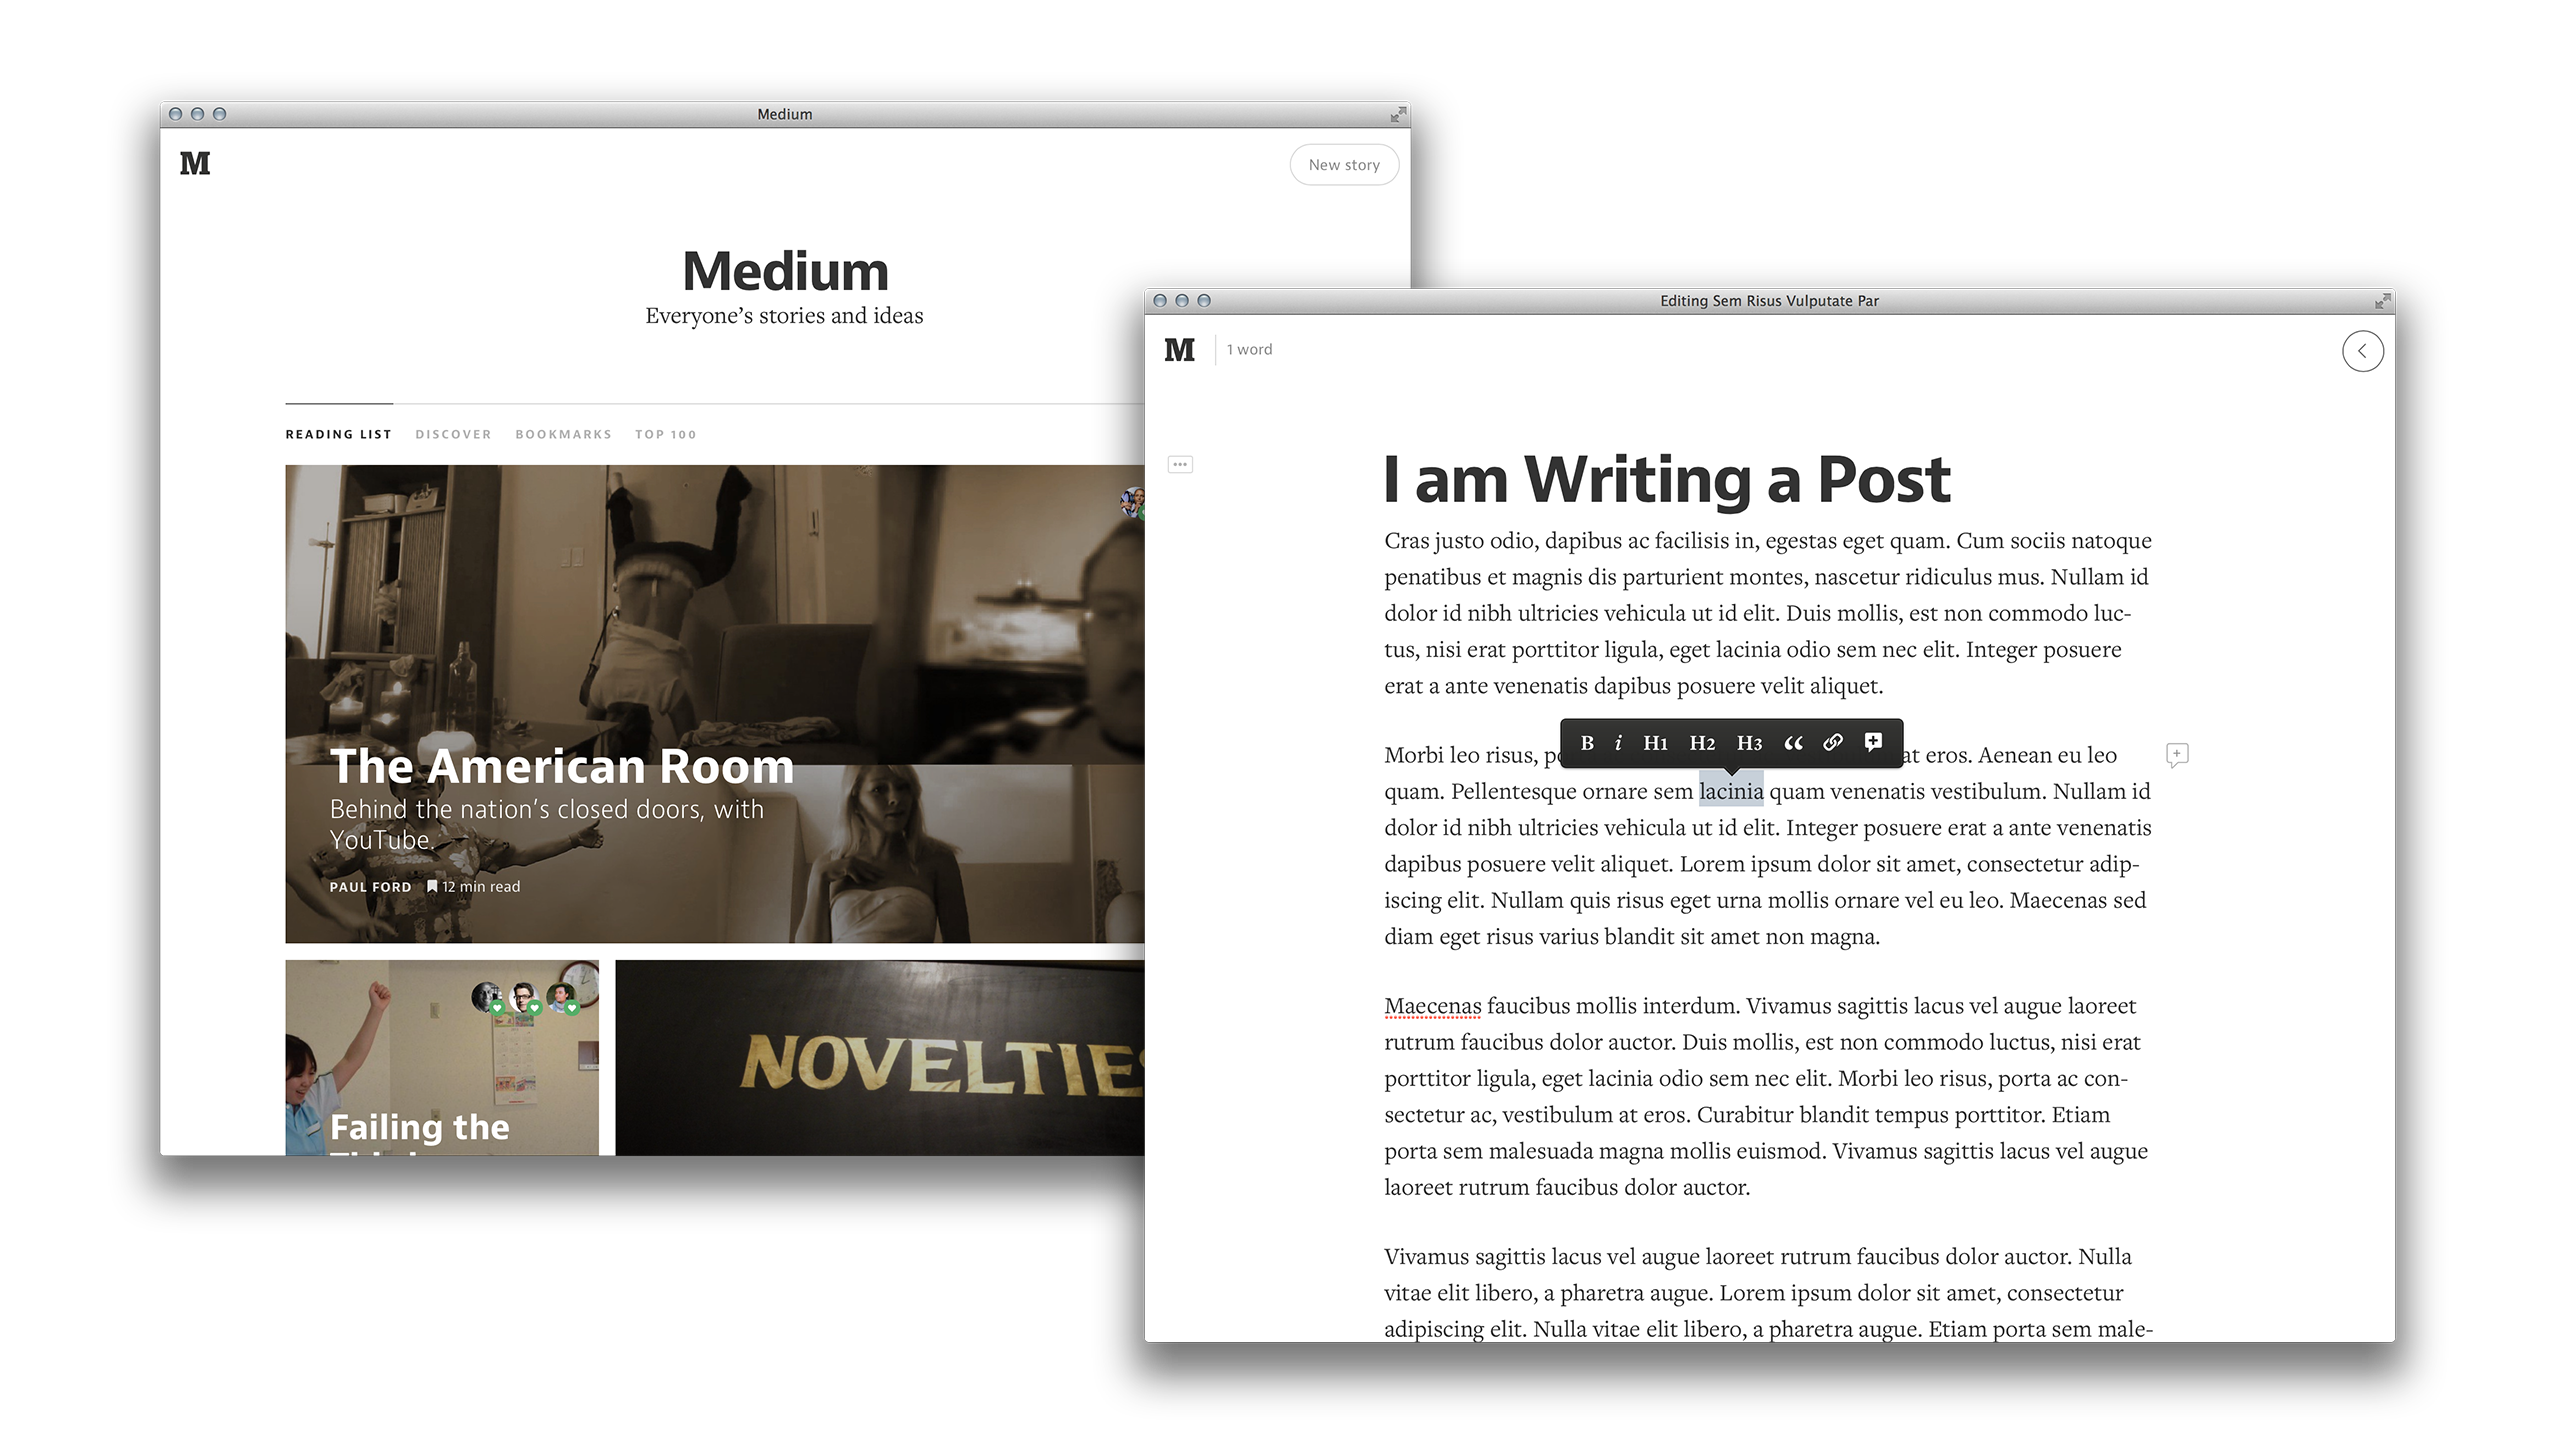 Medium
M
New story
Medium
Everyone’s stories and ideas
READING LIST DISCOVER BOOKMARKS TOP 100
The American Room
Behind the nation’s closed doors, with
YouTube.
PAUL FORD 12 min read
Failing the
NOVELTIES
Editing Sem Risus Vulputate Par
M 1 word
I am Writing a Post
Cras justo odio, dapibus ac facilisis in, egestas eget quam. Cum sociis natoque
penatibus et magnis dis parturient montes, nascetur ridiculus mus. Nullam id
dolor id nibh ultricies vehicula ut id elit. Duis mollis, est non commodo luc-
tus, nisi erat porttitor ligula, eget lacinia odio sem nec elit. Integer posuere
erat a ante venenatis dapibus posuere velit aliquet.
B i H1 H2 H3 “
Morbi leo risus, at eros. Aenean eu leo
quam. Pellentesque ornare sem lacinia quam venenatis vestibulum. Nullam id
dolor id nibh ultricies vehicula ut id elit. Integer posuere erat a ante venenatis
dapibus posuere velit aliquet. Lorem ipsum dolor sit amet, consectetur adip-
iscing elit. Nullam quis risus eget urna mollis ornare vel eu leo. Maecenas sed
diam eget risus varius blandit sit amet non magna.
Maecenas faucibus mollis interdum. Vivamus sagittis lacus vel augue laoreet
rutrum faucibus dolor auctor. Duis mollis, est non commodo luctus, nisi erat
porttitor ligula, eget lacinia odio sem nec elit. Morbi leo risus, porta ac con-
sectetur ac, vestibulum at eros. Curabitur blandit tempus porttitor. Etiam
porta sem malesuada magna mollis euismod. Vivamus sagittis lacus vel augue
laoreet rutrum faucibus dolor auctor.
Vivamus sagittis lacus vel augue laoreet rutrum faucibus dolor auctor. Nulla
vitae elit libero, a pharetra augue. Lorem ipsum dolor sit amet, consectetur
adipiscing elit. Nulla vitae elit libero, a pharetra augue. Etiam porta sem male-